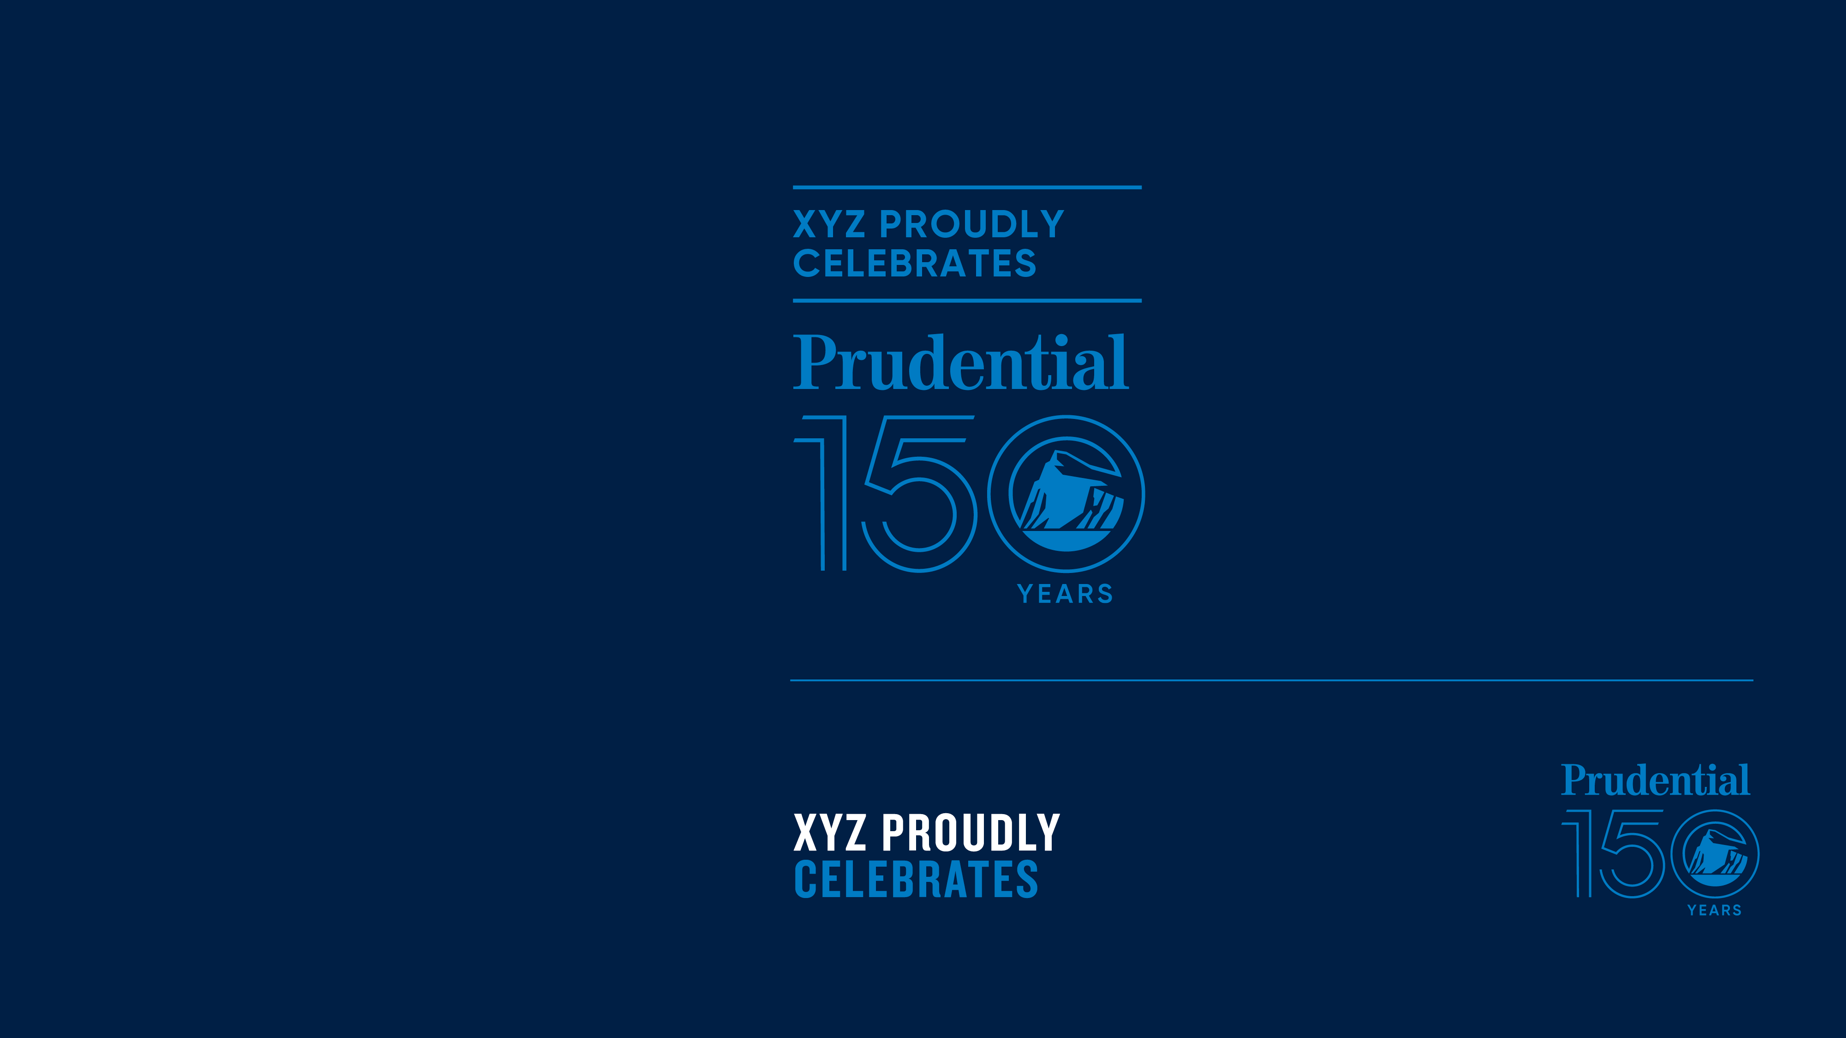 XYZ PROUDLY
CELEBRATES
Prudential
150
YEARS
XYZ PROUDLY
CELEBRATES
Prudential
150
YEARS